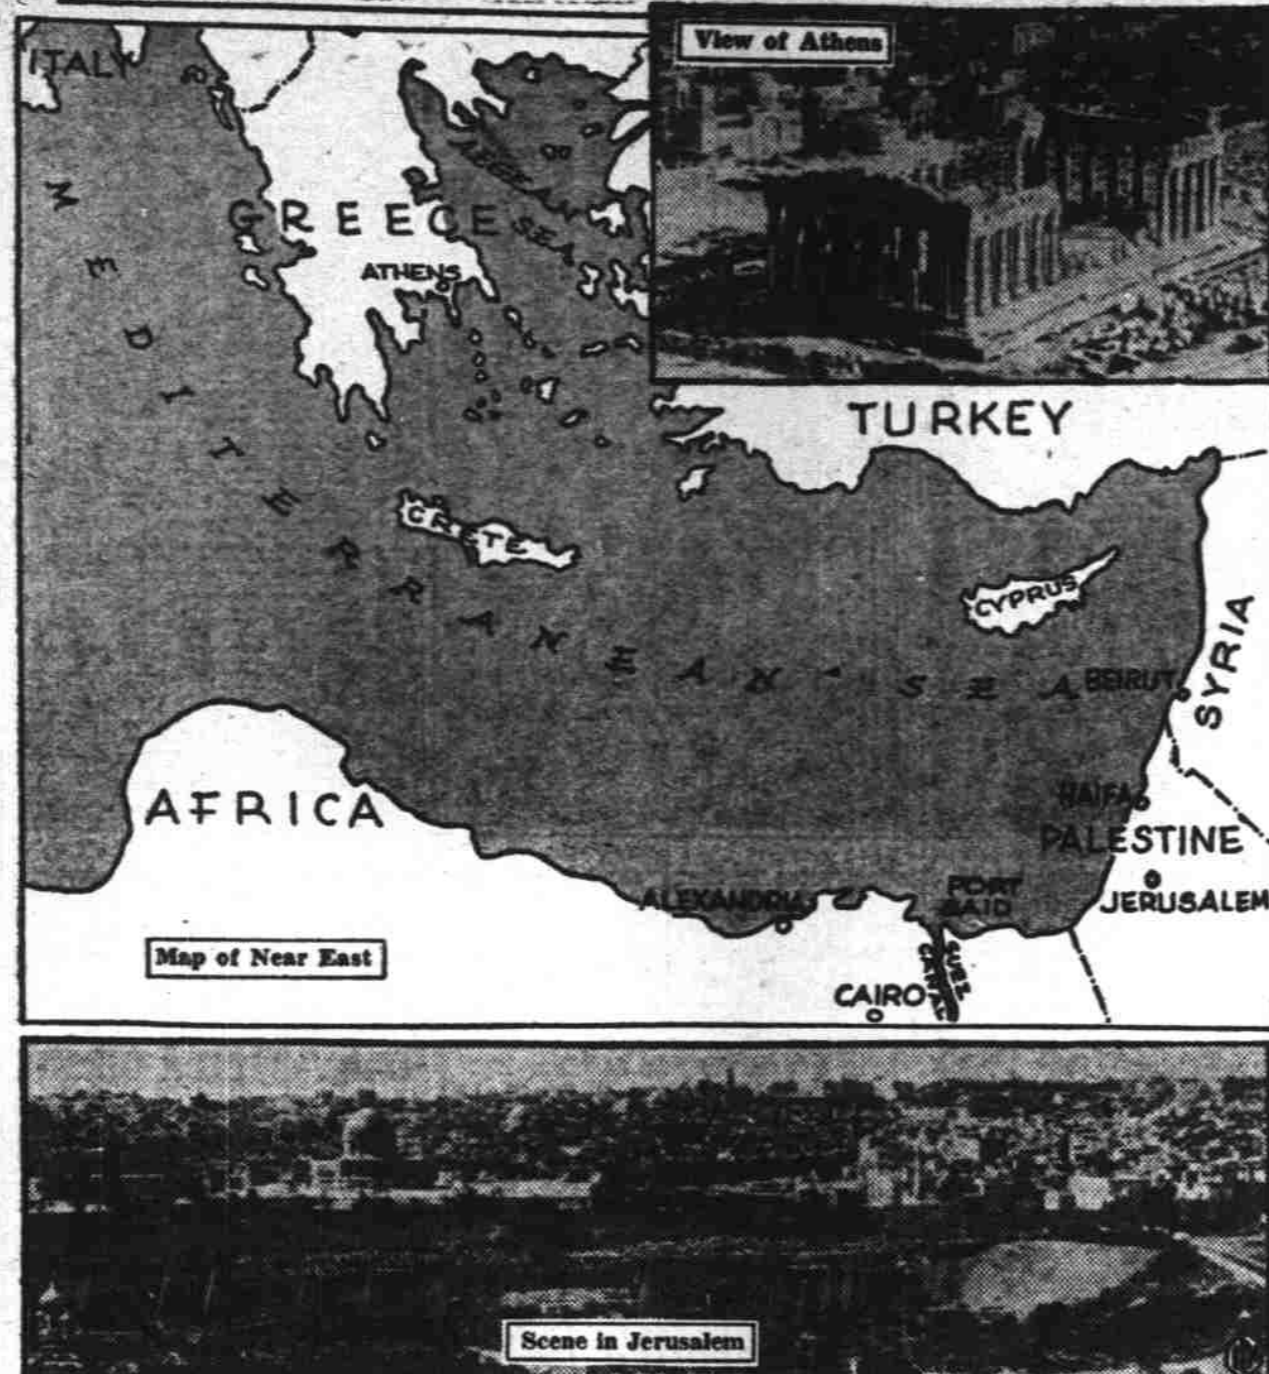 View of Athens
ITALY
AEGEAN
SEA
GREECE
ATHENS
MEDITERRANEAN SEA
TURKEY
CRETE
CYPRUS
SYRIA
BEIRUT
HAIFA
PALESTINE
JERUSALEM
AFRICA
ALEXANDRIA
PORT
SAID
SUEZ
CANAL
CAIRO
Map of Near East
Scene in Jerusalem